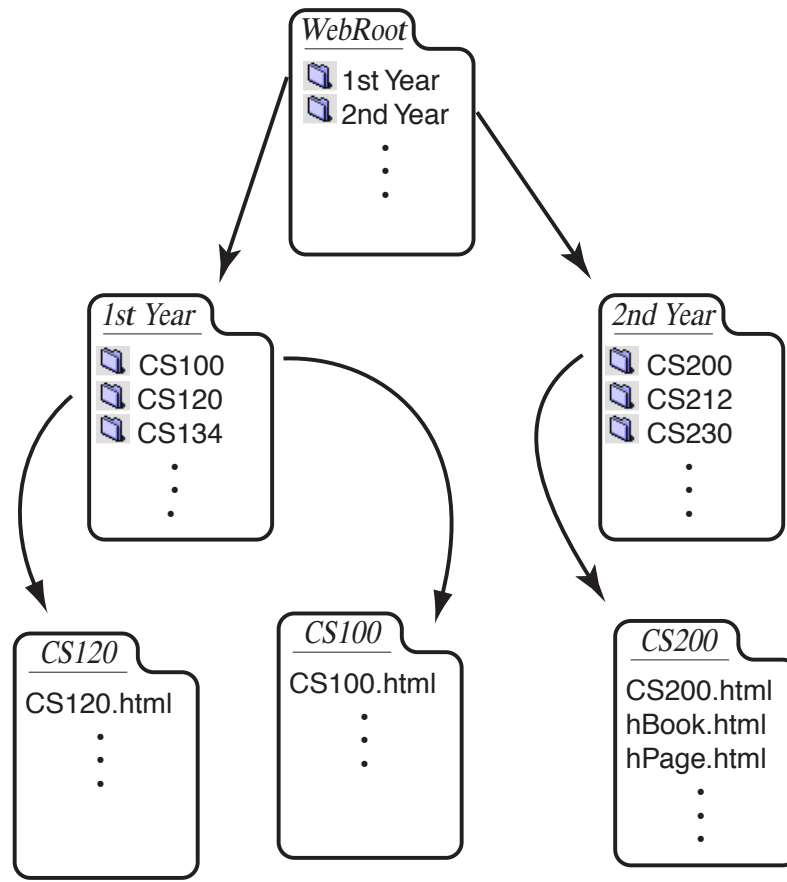 WebRoot
1st Year
2nd Year
1st Year
CS100
CS120
CS134
2nd Year
CS200
CS212
CS230
CS120
CS120.html
CS100
CS100.html
CS200
CS200.html
hBook.html
hPage.html